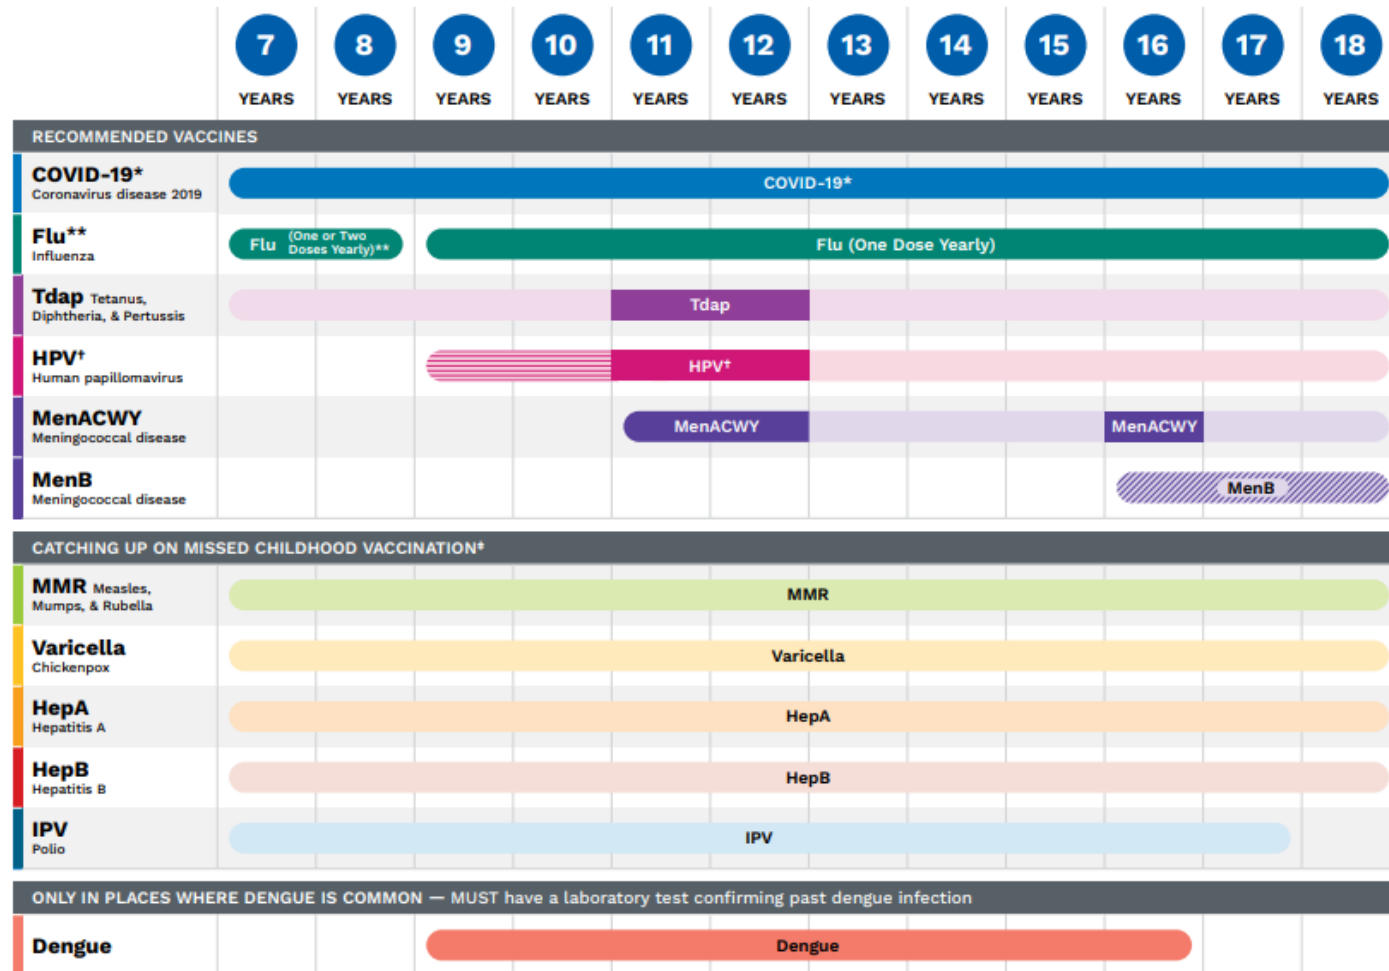 7 8 9 10 11 12 13 14 15 16 17 18
YEARS YEARS YEARS YEARS YEARS YEARS YEARS YEARS YEARS YEARS YEARS YEARS
RECOMMENDED VACCINES
COVID-19*
Coronavirus disease 2019
COVID-19*
Flu**
Influenza
Flu (One or Two
Doses Yearly)**
Flu (One Dose Yearly)
Tdap Tetanus,
Diphtheria, & Pertussis
Tdap
HPV†
Human papillomavirus
HPV†
MenACWY
Meningococcal disease
MenACWY
MenACWY
MenB
Meningococcal disease
MenB
CATCHING UP ON MISSED CHILDHOOD VACCINATION‡
MMR Measles,
Mumps, & Rubella
MMR
Varicella
Chickenpox
Varicella
HepA
Hepatitis A
HepA
HepB
Hepatitis B
HepB
IPV
Polio
IPV
ONLY IN PLACES WHERE DENGUE IS COMMON — MUST have a laboratory test confirming past dengue infection
Dengue
Dengue